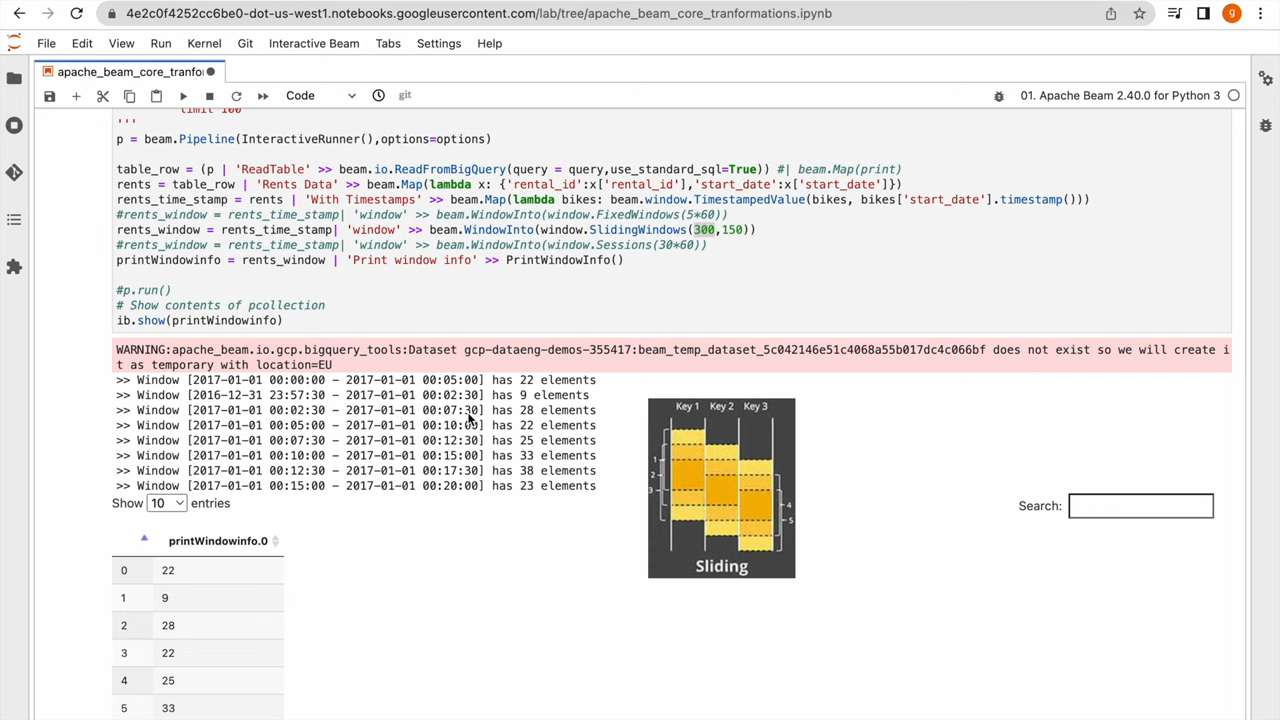 4e2c0f4252cc6be0-dot-us-west1.notebooks.googleusercontent.com/lab/tree/apache_beam_core_tranformations.ipynb
g
File Edit View Run Kernel Git Interactive Beam Tabs Settings Help
apache_beam_core_tranfo
Code git 01. Apache Beam 2.40.0 for Python 3
limit 100
'''
p = beam.Pipeline(InteractiveRunner(),options=options)
table_row = (p | 'ReadTable' >> beam.io.ReadFromBigQuery(query = query,use_standard_sql=True)) #| beam.Map(print)
rents = table_row | 'Rents Data' >> beam.Map(lambda x: {'rental_id':x['rental_id'],'start_date':x['start_date']})
rents_time_stamp = rents | 'With Timestamps' >> beam.Map(lambda bikes: beam.window.TimestampedValue(bikes, bikes['start_date'].timestamp()))
#rents_window = rents_time_stamp| 'window' >> beam.WindowInto(window.FixedWindows(5*60))
rents_window = rents_time_stamp| 'window' >> beam.WindowInto(window.SlidingWindows(300,150))
#rents_window = rents_time_stamp| 'window' >> beam.WindowInto(window.Sessions(30*60))
printWindowinfo = rents_window | 'Print window info' >> PrintWindowInfo()
#p.run()
# Show contents of pcollection
ib.show(printWindowinfo)
WARNING:apache_beam.io.gcp.bigquery_tools:Dataset gcp-dataeng-demos-355417:beam_temp_dataset_5c042146e51c4068a55b017dc4c066bf does not exist so we will create i
t as temporary with location=EU
>> Window [2017-01-01 00:00:00 - 2017-01-01 00:05:00] has 22 elements
>> Window [2016-12-31 23:57:30 - 2017-01-01 00:02:30] has 9 elements
>> Window [2017-01-01 00:02:30 - 2017-01-01 00:07:30] has 28 elements
>> Window [2017-01-01 00:05:00 - 2017-01-01 00:10:00] has 22 elements
>> Window [2017-01-01 00:07:30 - 2017-01-01 00:12:30] has 25 elements
>> Window [2017-01-01 00:10:00 - 2017-01-01 00:15:00] has 33 elements
>> Window [2017-01-01 00:12:30 - 2017-01-01 00:17:30] has 38 elements
>> Window [2017-01-01 00:15:00 - 2017-01-01 00:20:00] has 23 elements
Key 1 Key 2 Key 3
1
2
3
4
5
Sliding
Show 10 entries
Search:
printWindowinfo.0
0 22
1 9
2 28
3 22
4 25
5 33